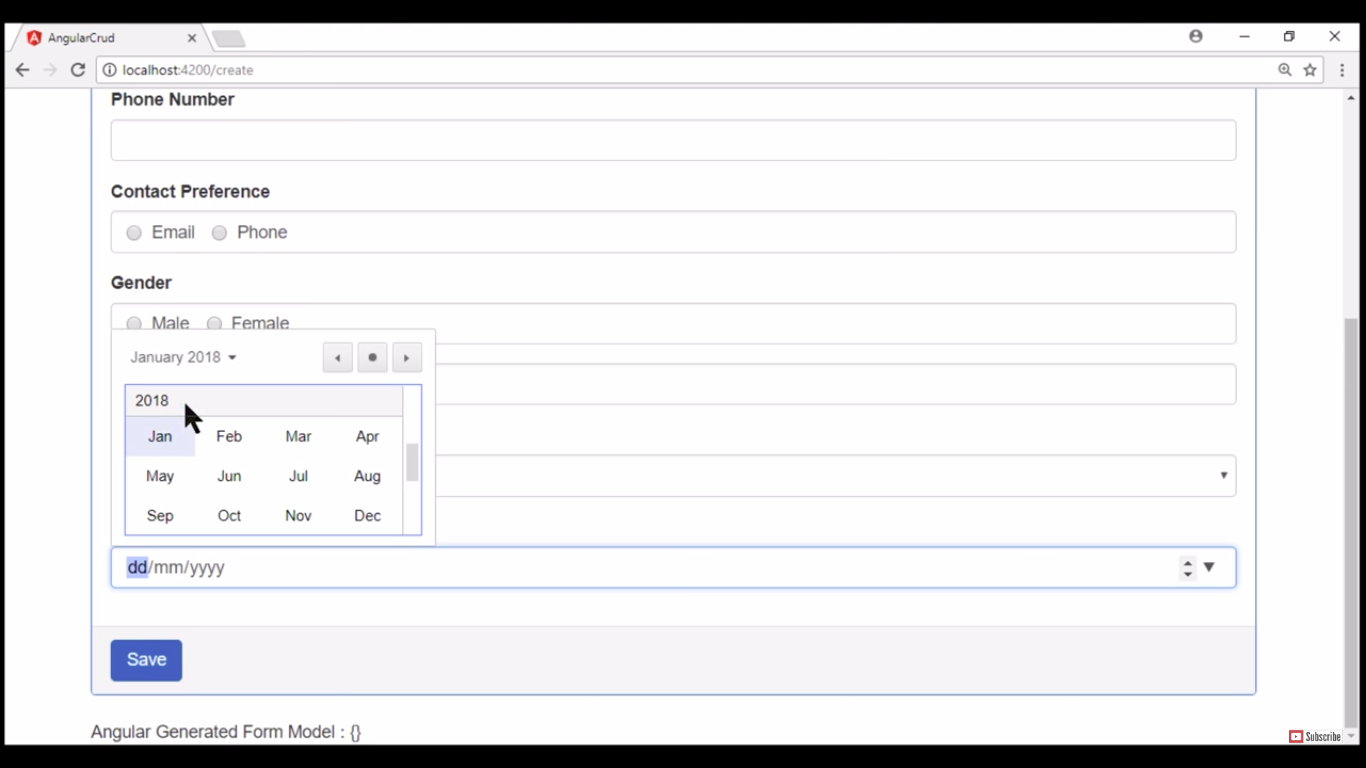 AngularCrud
localhost:4200/create
Phone Number
Contact Preference
Email Phone
Gender
Male Female
January 2018
2018
Jan Feb Mar Apr
May Jun Jul Aug
Sep Oct Nov Dec
dd/mm/yyyy
Save
Angular Generated Form Model : {}
Subscribe